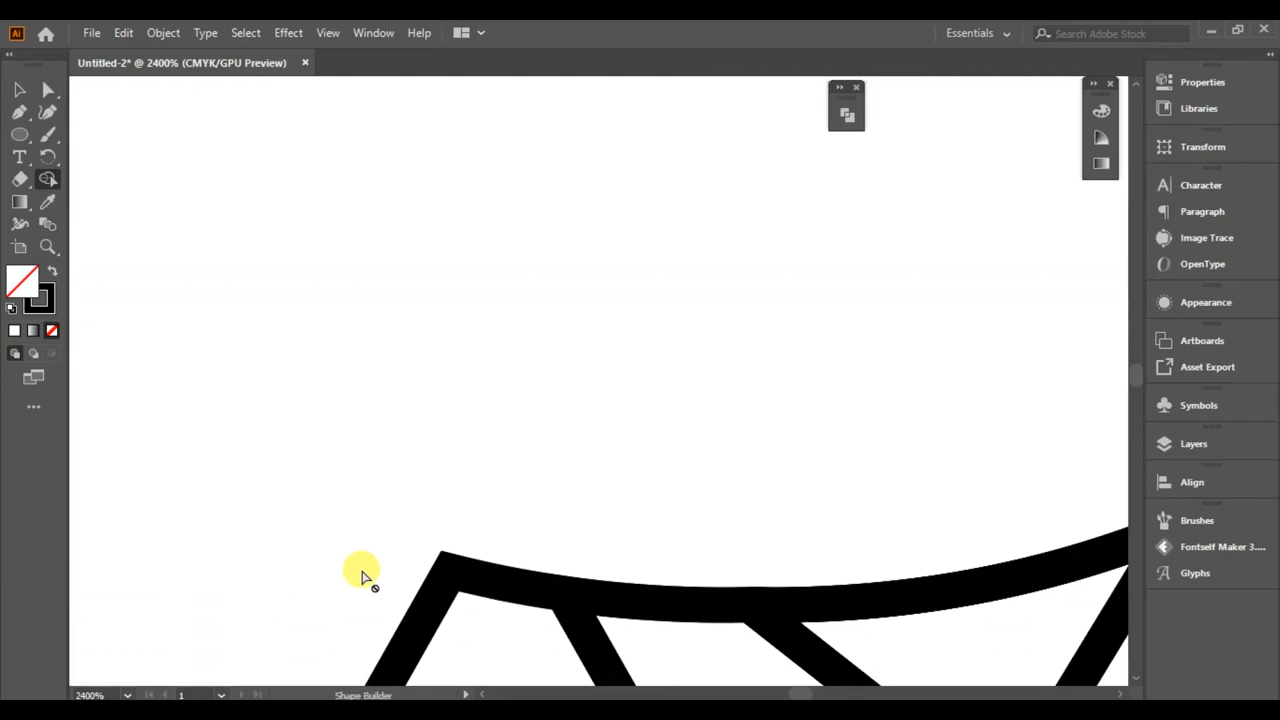 Ai File Edit Object Type Select Effect View Window Help Essentials Search Adobe Stock
Untitled-2* @ 2400% (CMYK/GPU Preview)
Properties
Libraries
Transform
Character
Paragraph
Image Trace
OpenType
Appearance
Artboards
Asset Export
Symbols
Layers
Align
Brushes
Fontself Maker 3....
Glyphs
2400% 1 Shape Builder